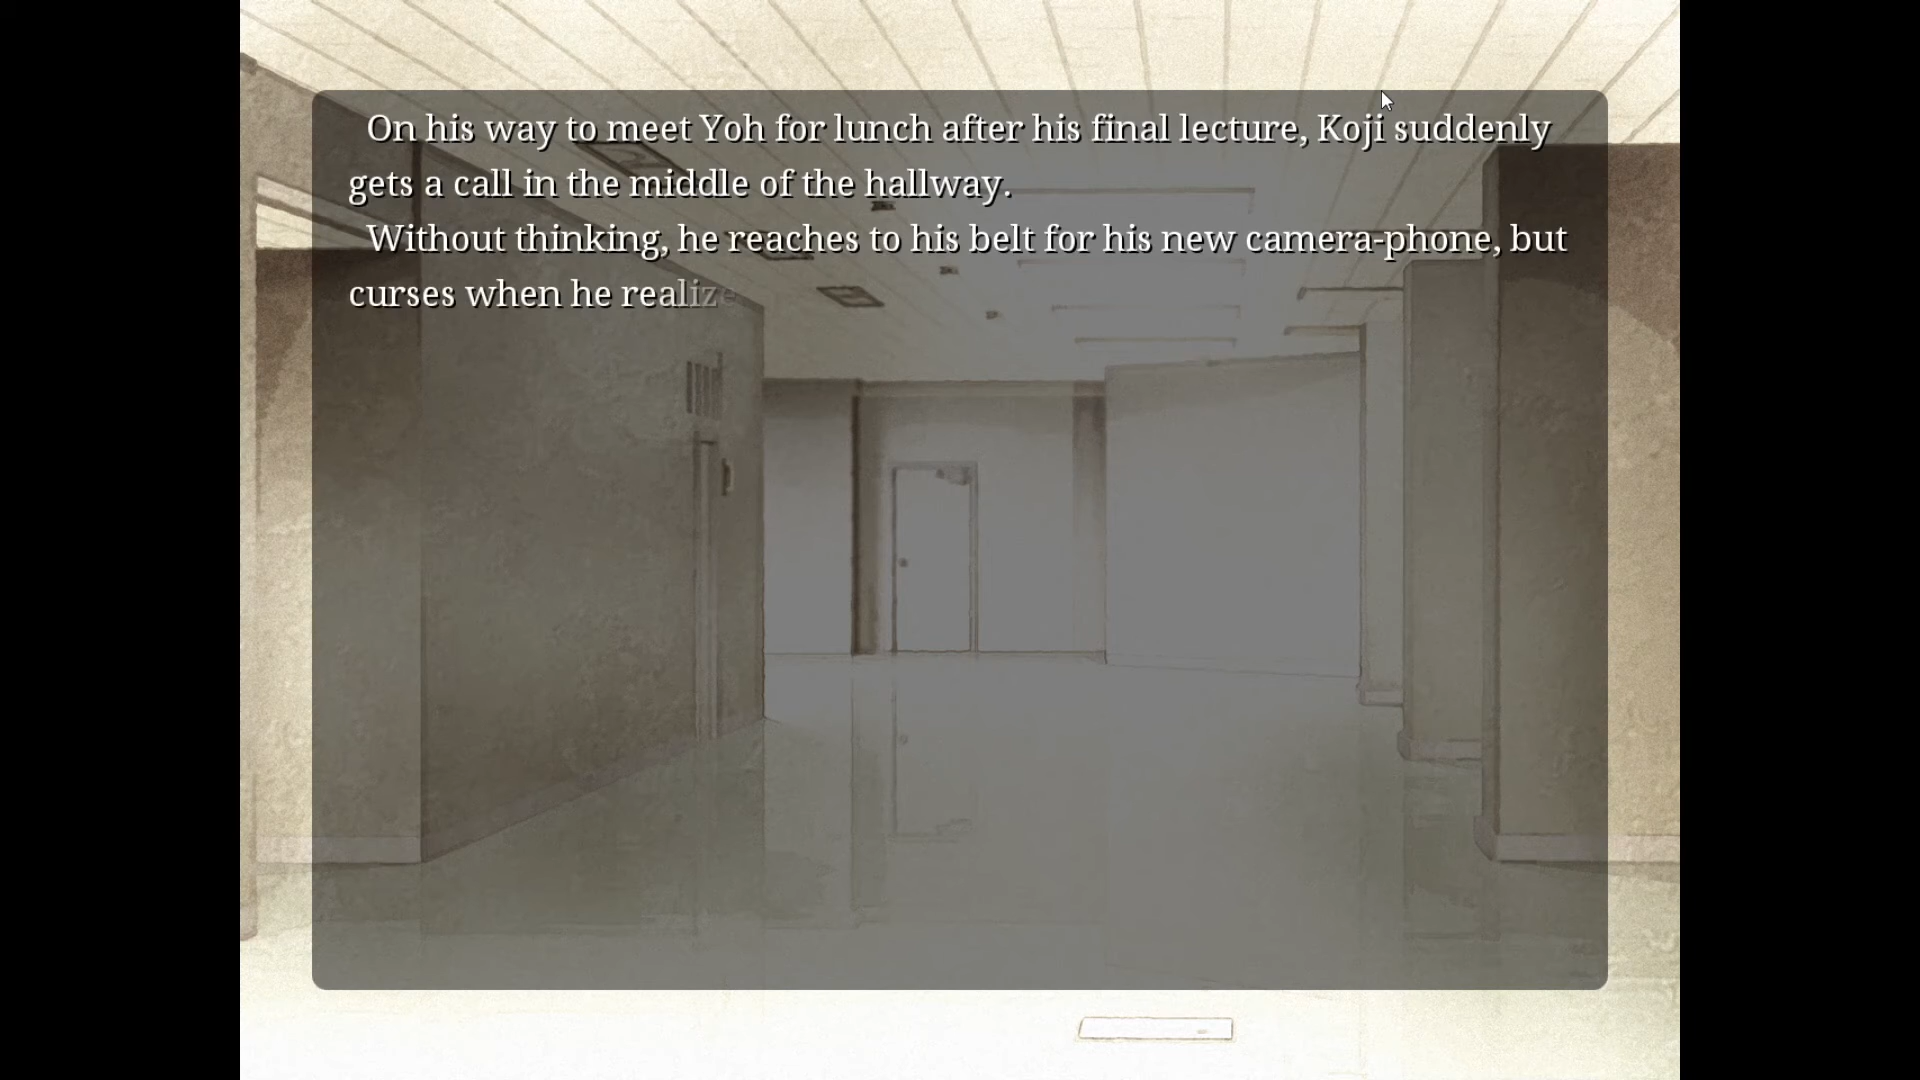 On his way to meet Yoh for lunch after his final lecture, Koji suddenly
gets a call in the middle of the hallway.
Without thinking, he reaches to his belt for his new camera-phone, but
curses when he realize